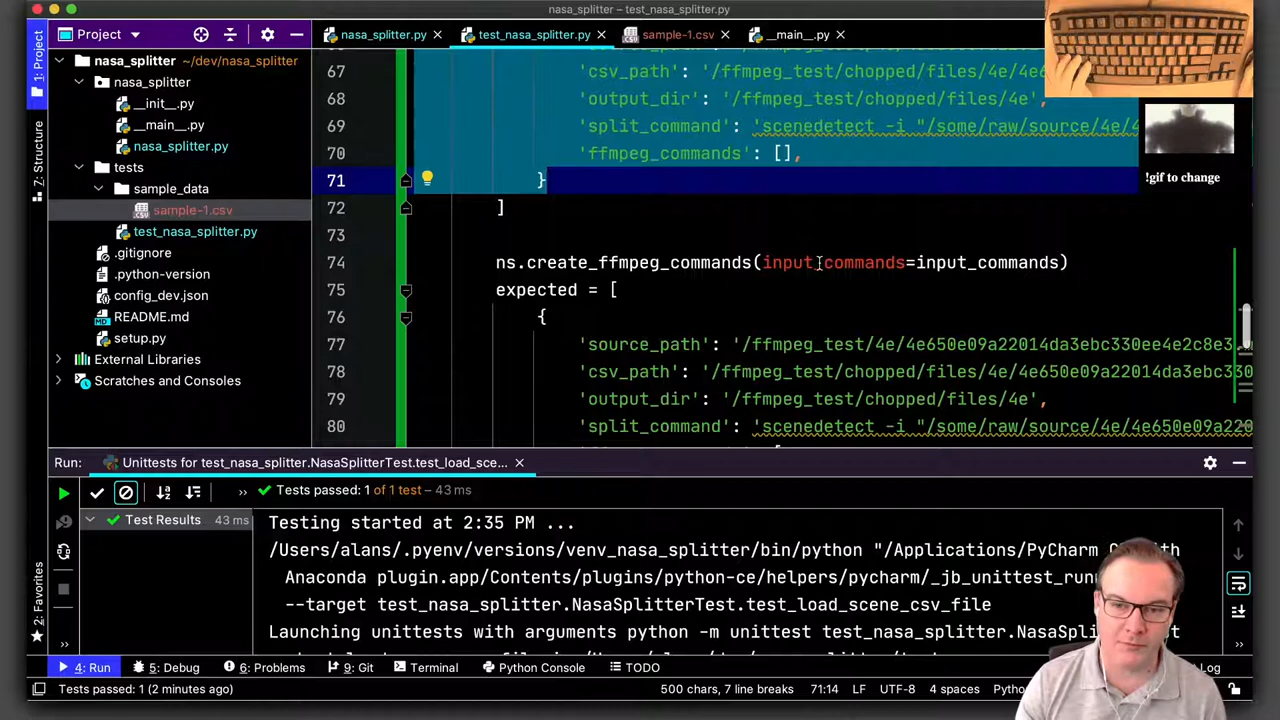 nasa_splitter – test_nasa_splitter.py
Project
nasa_splitter.py
test_nasa_splitter.py
sample-1.csv
__main__.py
1: Project
7: Structure
2: Favorites
nasa_splitter ~/dev/nasa_splitter
nasa_splitter
__init__.py
__main__.py
nasa_splitter.py
tests
sample_data
sample-1.csv
test_nasa_splitter.py
.gitignore
.python-version
config_dev.json
README.md
setup.py
External Libraries
Scratches and Consoles
67 'csv_path': '/ffmpeg_test/chopped/files/4e/4e6
68 'output_dir': '/ffmpeg_test/chopped/files/4e',
69 'split_command': 'scenedetect -i "/some/raw/source/4e/4
70 'ffmpeg_commands': [],
71 }
72 ]
73
74 ns.create_ffmpeg_commands(input_commands=input_commands)
75 expected = [
76 {
77 'source_path': '/ffmpeg_test/4e/4e650e09a22014da3ebc330ee4e2c8e3.
78 'csv_path': '/ffmpeg_test/chopped/files/4e/4e650e09a22014da3ebc330
79 'output_dir': '/ffmpeg_test/chopped/files/4e',
80 'split_command': 'scenedetect -i "/some/raw/source/4e/4e650e09a220
!gif to change
Run: Unittests for test_nasa_splitter.NasaSplitterTest.test_load_sce...
Tests passed: 1 of 1 test – 43 ms
Test Results 43 ms
Testing started at 2:35 PM ...
/Users/alans/.pyenv/versions/venv_nasa_splitter/bin/python "/Applications/PyCharm with
Anaconda plugin.app/Contents/plugins/python-ce/helpers/pycharm/_jb_unittest_run
--target test_nasa_splitter.NasaSplitterTest.test_load_scene_csv_file
Launching unittests with arguments python -m unittest test_nasa_splitter.NasaSpl
4: Run
5: Debug
6: Problems
9: Git
Terminal
Python Console
TODO
Log
Tests passed: 1 (2 minutes ago)
500 chars, 7 line breaks
71:14
LF
UTF-8
4 spaces